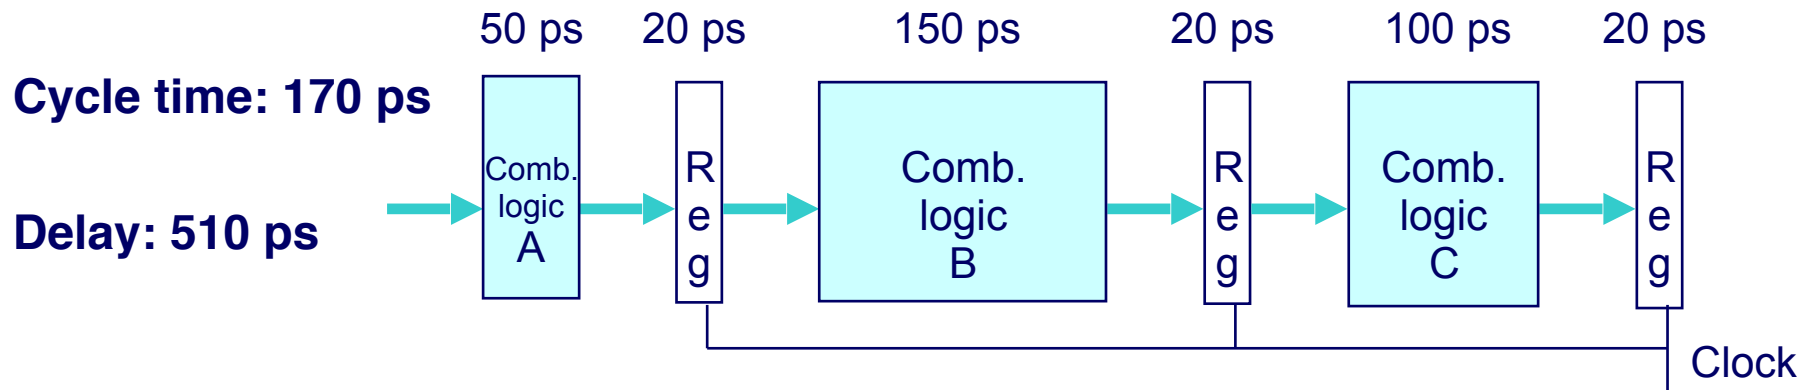 50 ps 20 ps 150 ps 20 ps 100 ps 20 ps
Cycle time: 170 ps
Delay: 510 ps
Comb.
logic
A
R
e
g
Comb.
logic
B
R
e
g
Comb.
logic
C
R
e
g
Clock